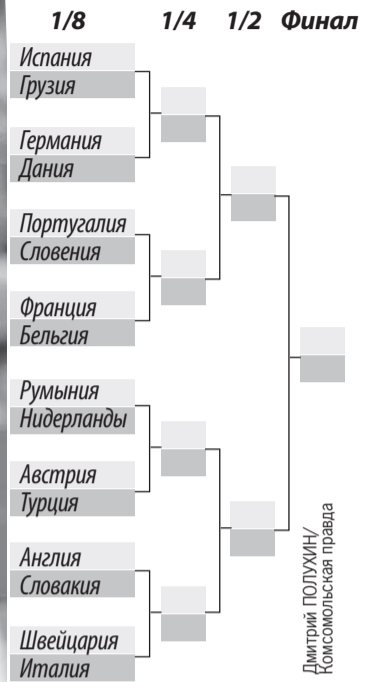 1/8 1/4 1/2 Финал
Испания
Грузия
Германия
Дания
Португалия
Словения
Франция
Бельгия
Румыния
Нидерланды
Австрия
Турция
Англия
Словакия
Швейцария
Италия
Дмитрий ПОЛУХИН/
Комсомольская правда